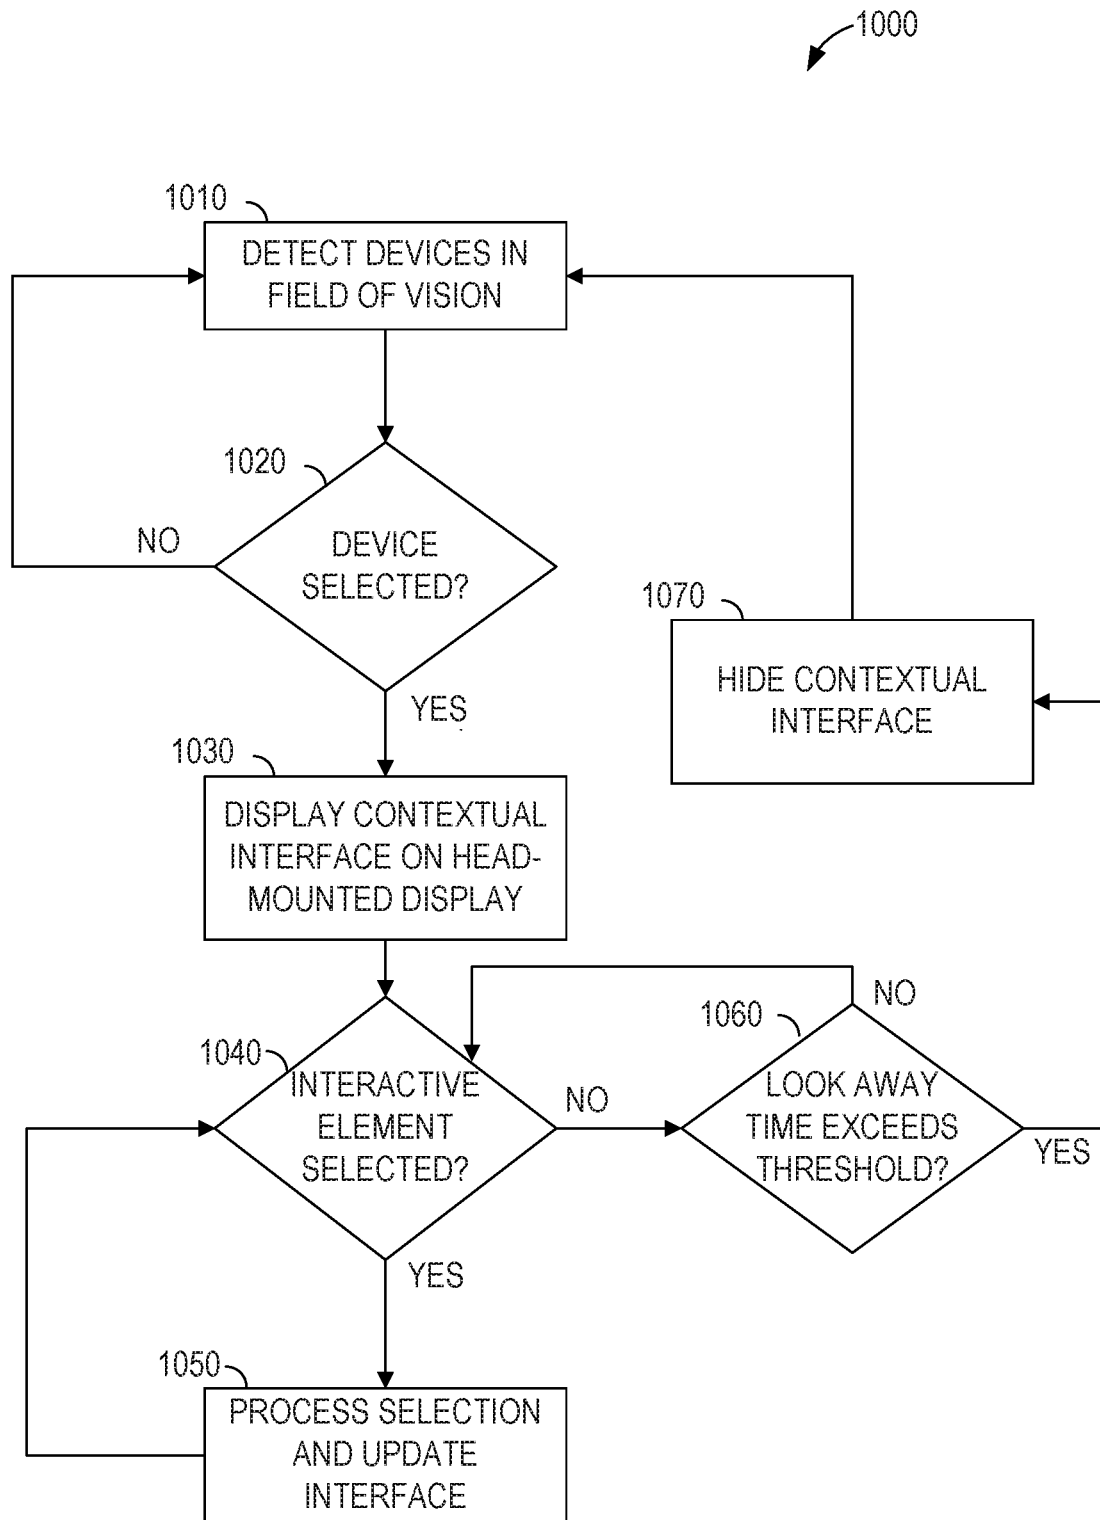 1000
1010
DETECT DEVICES IN
FIELD OF VISION
1020
NO
DEVICE
SELECTED?
YES
1070
HIDE CONTEXTUAL
INTERFACE
1030
DISPLAY CONTEXTUAL
INTERFACE ON HEAD-
MOUNTED DISPLAY
1040
INTERACTIVE
ELEMENT
SELECTED?
NO
1060
NO
LOOK AWAY
TIME EXCEEDS
THRESHOLD?
YES
YES
1050
PROCESS SELECTION
AND UPDATE
INTERFACE